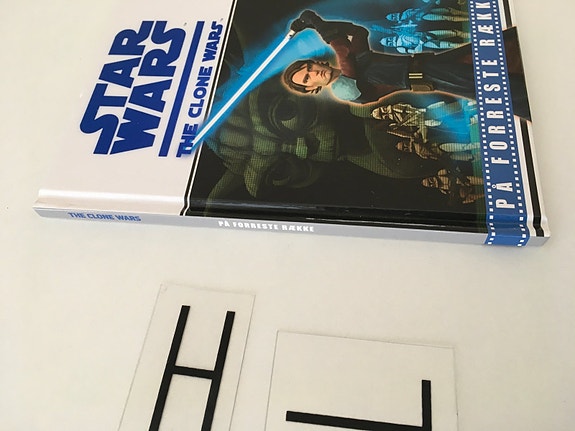 STAR
WARS
THE CLONE WARS
PÅ FORRESTE RÆKKE
THE CLONE WARS
PÅ FORRESTE RÆKKE
H
L